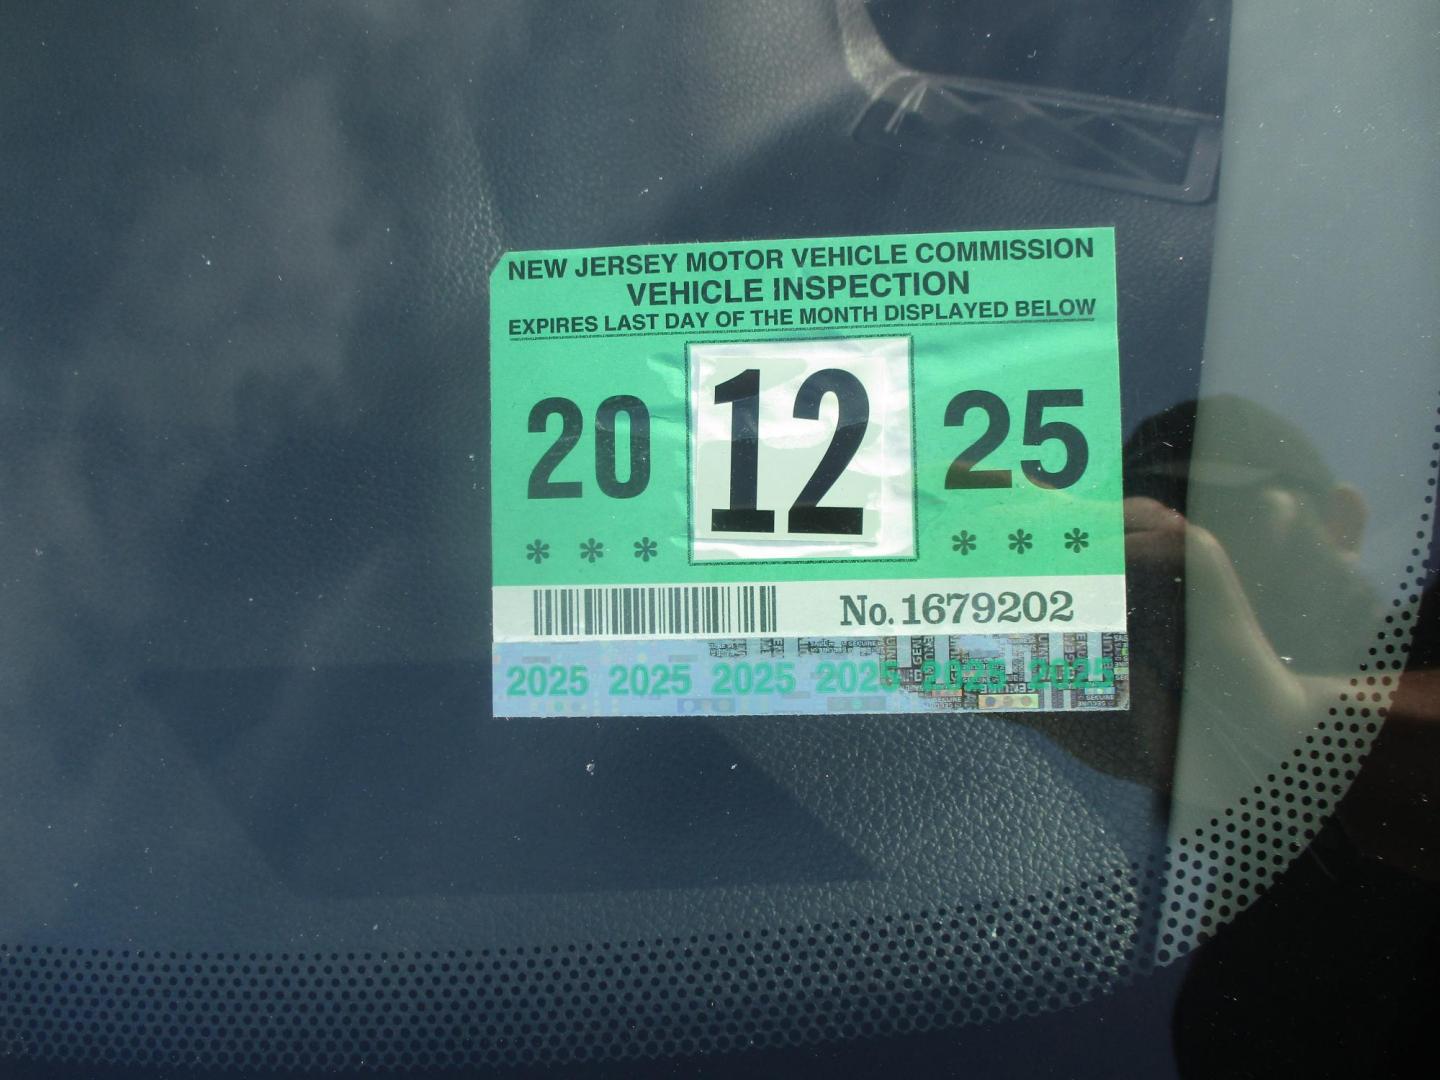 NEW JERSEY MOTOR VEHICLE COMMISSION
VEHICLE INSPECTION
EXPIRES LAST DAY OF THE MONTH DISPLAYED BELOW
20 12 25
* * * * * *
No. 1679202
2025 2025 2025 2025 2025 2025